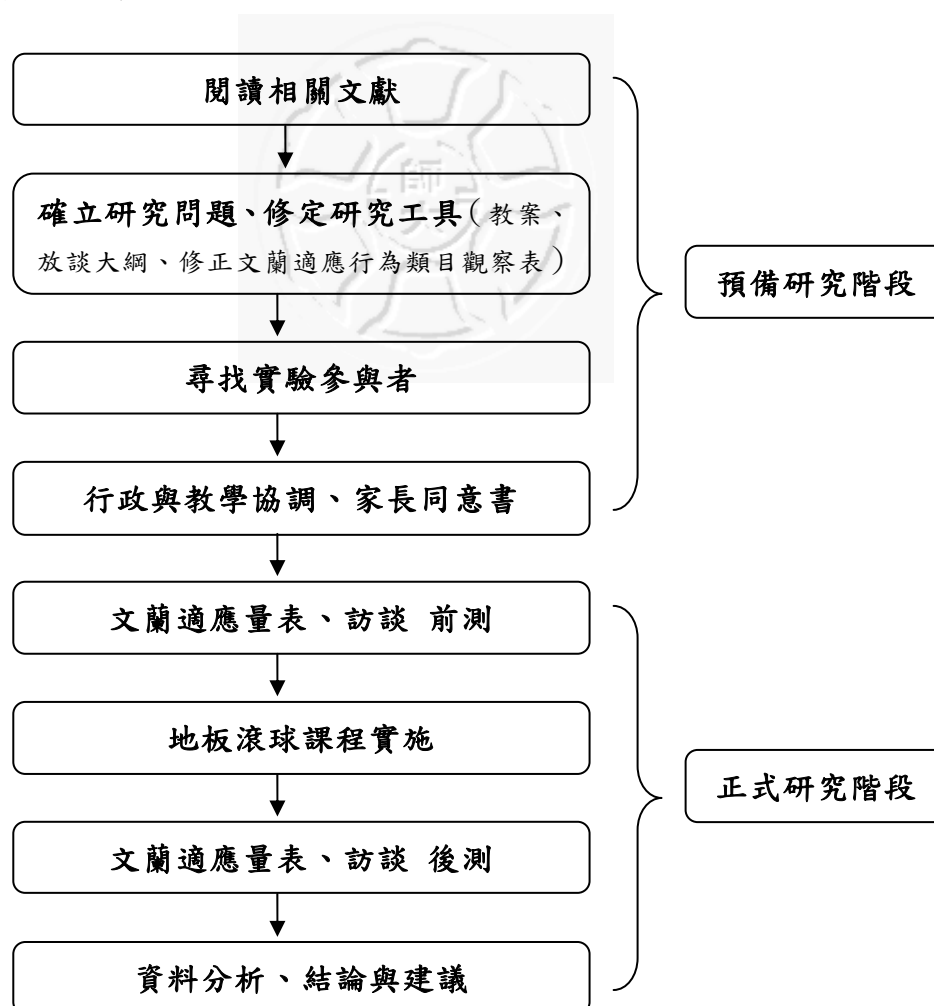 閱讀相關文獻
確立研究問題、修定研究工具(教案、
放談大綱、修正文蘭適應行為類目觀察表)
預備研究階段
尋找實驗參與者
行政與教學協調、家長同意書
文蘭適應量表、訪談 前測
地板滾球課程實施
正式研究階段
文蘭適應量表、訪談 後測
資料分析、結論與建議
師大